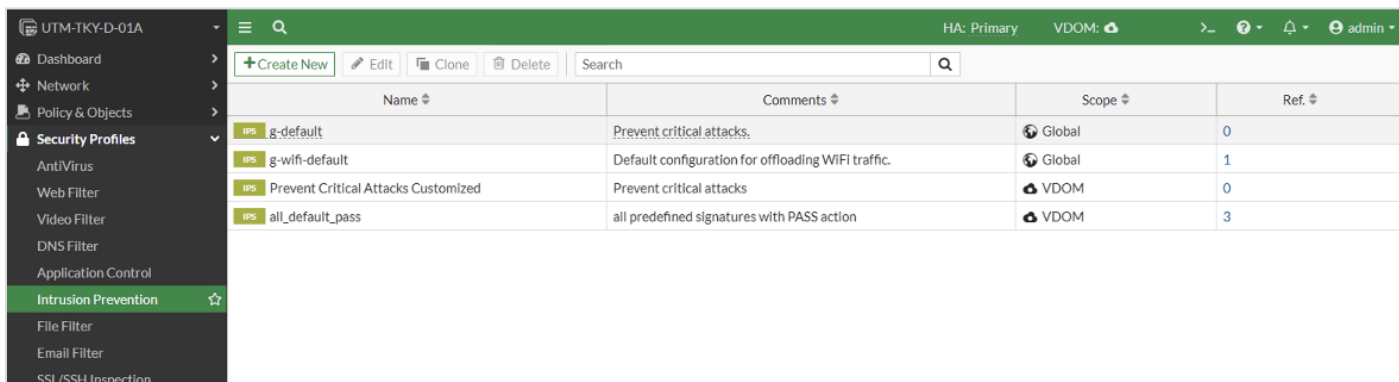 UTM-TKY-D-01A
HA: Primary VDOM: admin
Dashboard
Network
Policy & Objects
Security Profiles
AntiVirus
Web Filter
Video Filter
DNS Filter
Application Control
Intrusion Prevention
File Filter
Email Filter
SSL/SSH Inspection
+Create New Edit Clone Delete Search
Name Comments Scope Ref.
IPS g-default Prevent critical attacks. Global 0
IPS g-wifi-default Default configuration for offloading WiFi traffic. Global 1
IPS Prevent Critical Attacks Customized Prevent critical attacks VDOM 0
IPS all_default_pass all predefined signatures with PASS action VDOM 3